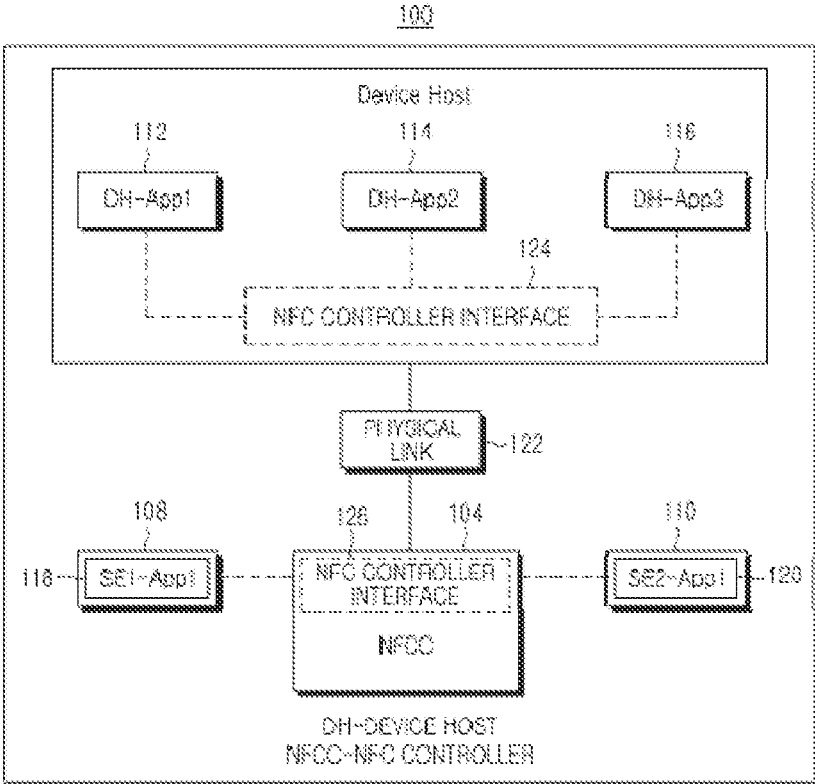 100
Device Host
112
114
116
DH-App1
DH-App2
DH-App3
124
NFC CONTROLLER INTERFACE
PHYSICAL
LINK
122
108
126
104
110
118
SE1-App1
NFC CONTROLLER
INTERFACE
SE2-App1
120
NFCC
DH-DEVICE HOST
NFCC-NFC CONTROLLER